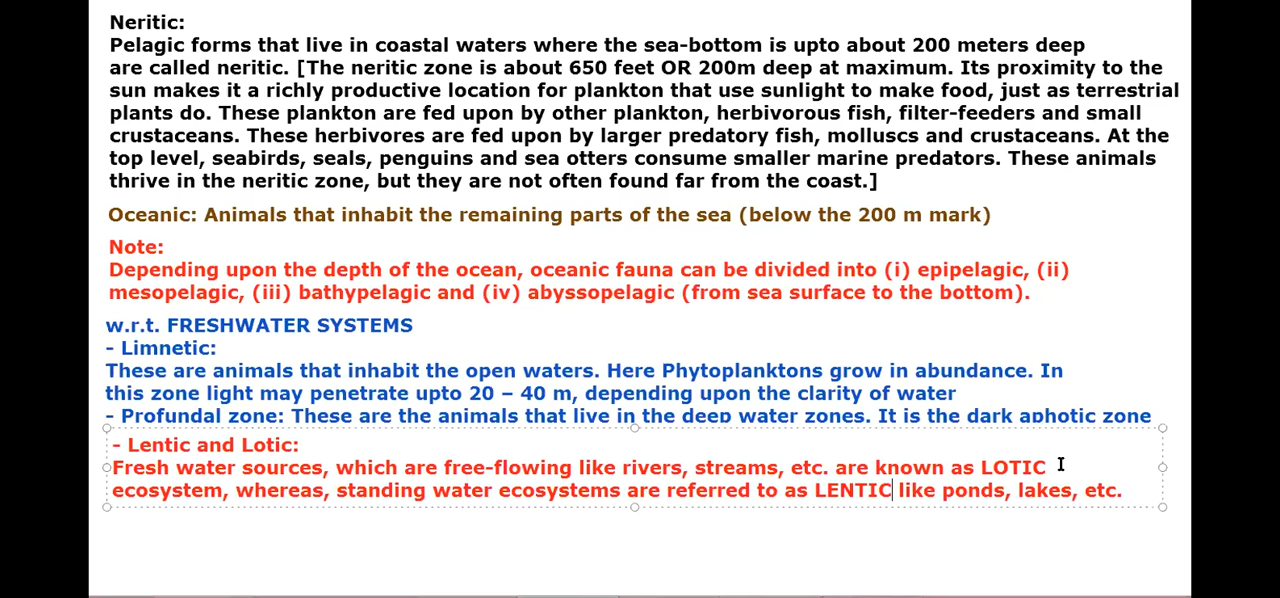 Neritic:
Pelagic forms that live in coastal waters where the sea-bottom is upto about 200 meters deep
are called neritic. [The neritic zone is about 650 feet OR 200m deep at maximum. Its proximity to the
sun makes it a richly productive location for plankton that use sunlight to make food, just as terrestrial
plants do. These plankton are fed upon by other plankton, herbivorous fish, filter-feeders and small
crustaceans. These herbivores are fed upon by larger predatory fish, molluscs and crustaceans. At the
top level, seabirds, seals, penguins and sea otters consume smaller marine predators. These animals
thrive in the neritic zone, but they are not often found far from the coast.]
Oceanic: Animals that inhabit the remaining parts of the sea (below the 200 m mark)
Note:
Depending upon the depth of the ocean, oceanic fauna can be divided into (i) epipelagic, (ii)
mesopelagic, (iii) bathypelagic and (iv) abyssopelagic (from sea surface to the bottom).
w.r.t. FRESHWATER SYSTEMS
- Limnetic:
These are animals that inhabit the open waters. Here Phytoplanktons grow in abundance. In
this zone light may penetrate upto 20 – 40 m, depending upon the clarity of water
- Profundal zone: These are the animals that live in the deep water zones. It is the dark aphotic zone
- Lentic and Lotic:
Fresh water sources, which are free-flowing like rivers, streams, etc. are known as LOTIC
ecosystem, whereas, standing water ecosystems are referred to as LENTIC like ponds, lakes, etc.